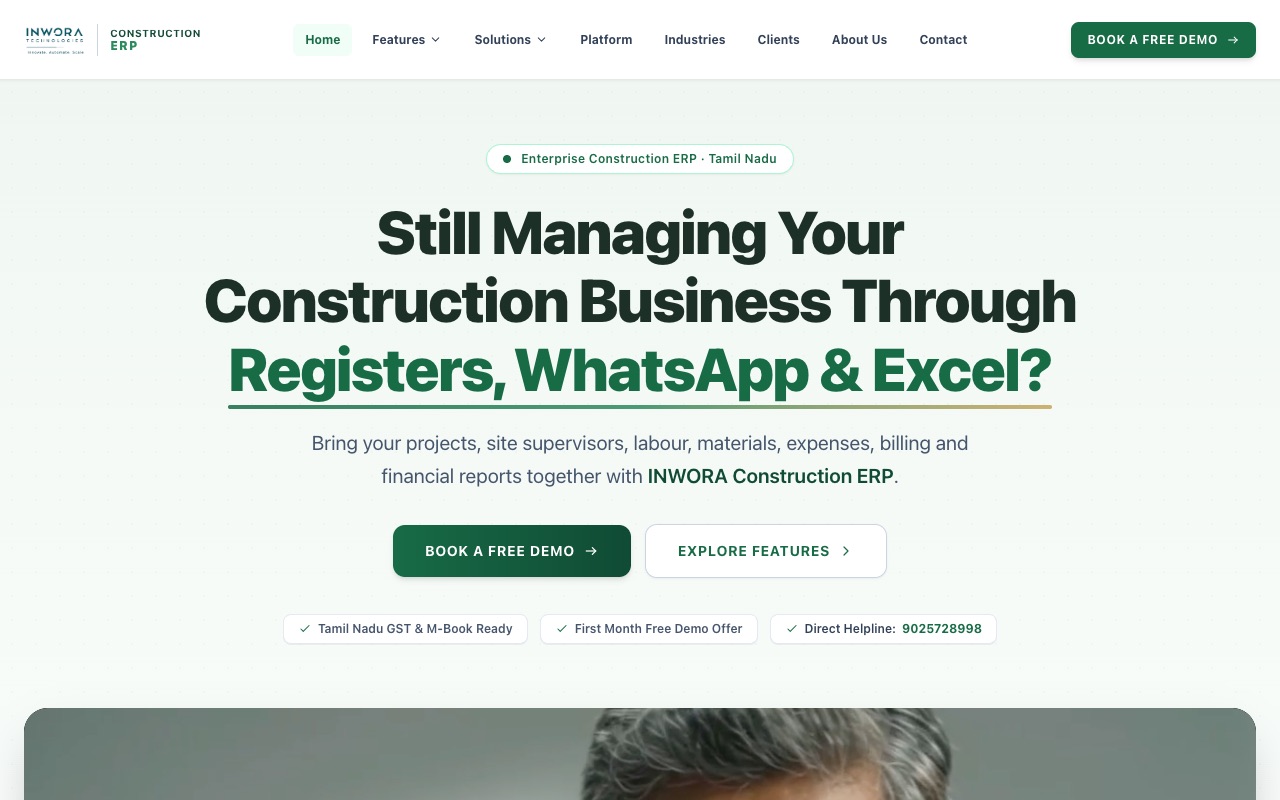 INWORA
TECHNOLOGIES
Innovate. Automate. Scale
CONSTRUCTION
ERP
Home
Features
Solutions
Platform
Industries
Clients
About Us
Contact
BOOK A FREE DEMO →
Enterprise Construction ERP · Tamil Nadu
Still Managing Your
Construction Business Through
Registers, WhatsApp & Excel?
Bring your projects, site supervisors, labour, materials, expenses, billing and
financial reports together with INWORA Construction ERP.
BOOK A FREE DEMO →
EXPLORE FEATURES
Tamil Nadu GST & M-Book Ready
First Month Free Demo Offer
Direct Helpline: 9025728998